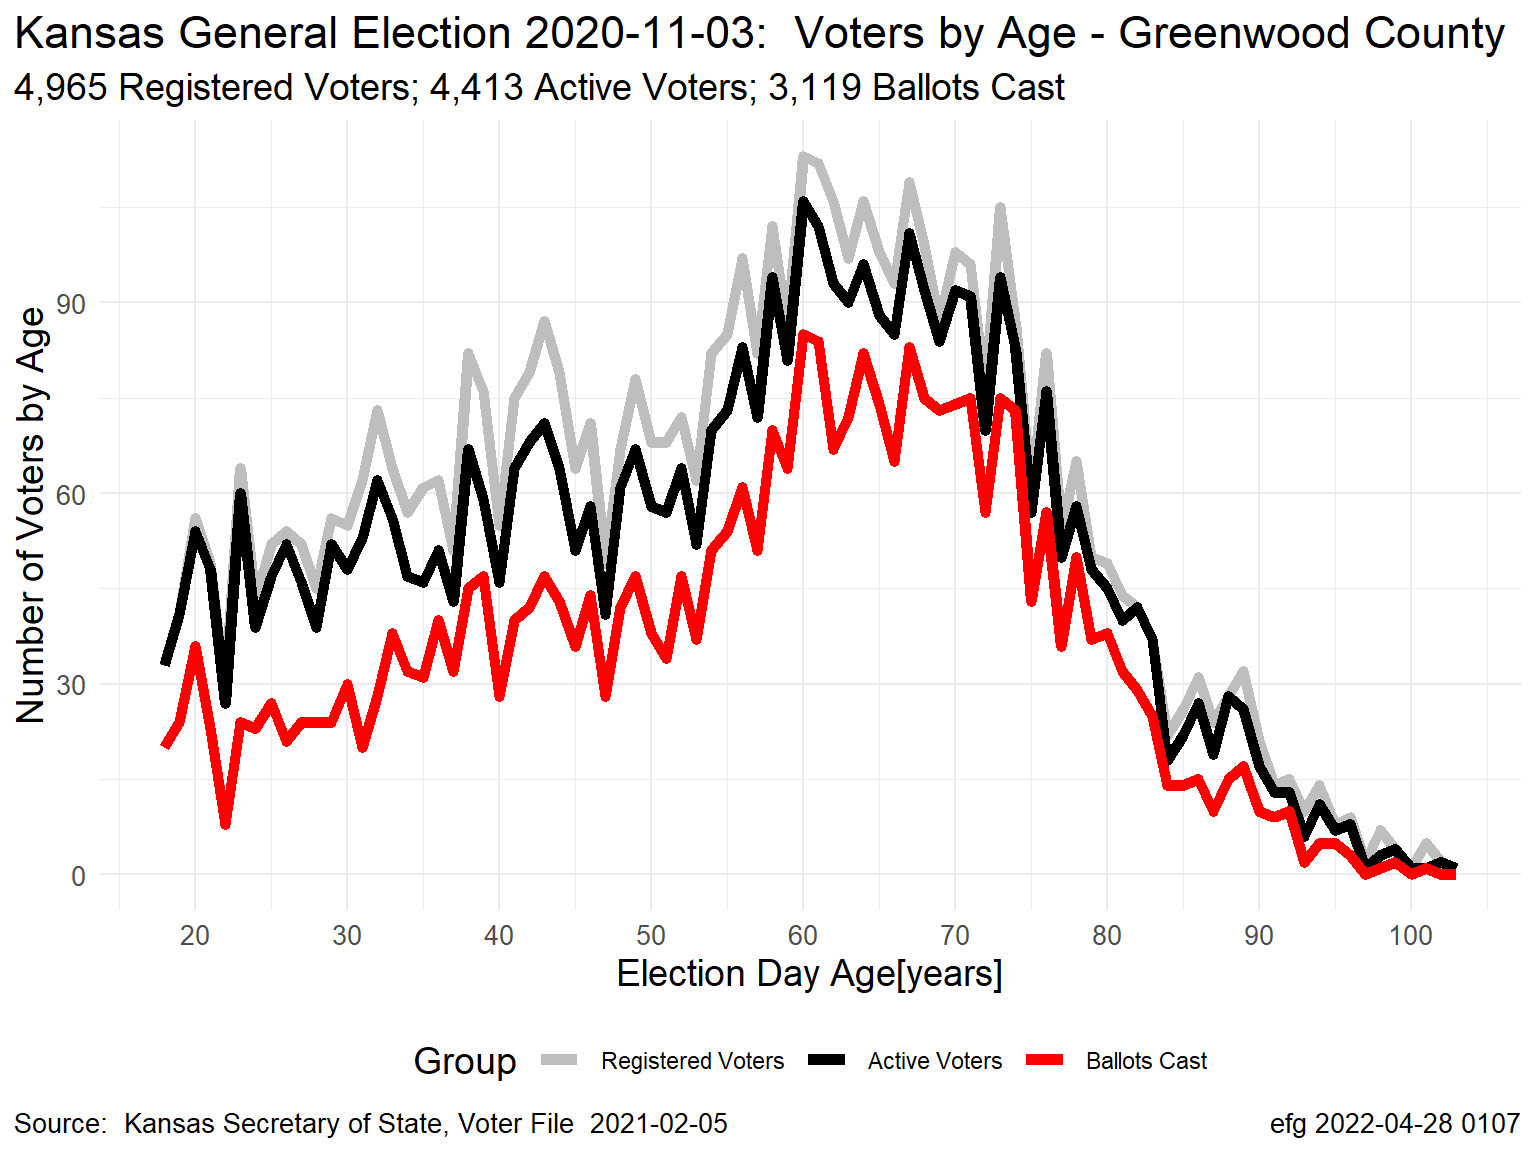 Kansas General Election 2020-11-03:  Voters by Age - Greenwood County
4,965 Registered Voters; 4,413 Active Voters; 3,119 Ballots Cast
Number of Voters by Age
90
60
30
0
20 30 40 50 60 70 80 90 100
Election Day Age[years]
Group Registered Voters Active Voters Ballots Cast
Source:  Kansas Secretary of State, Voter File  2021-02-05 efg 2022-04-28 0107